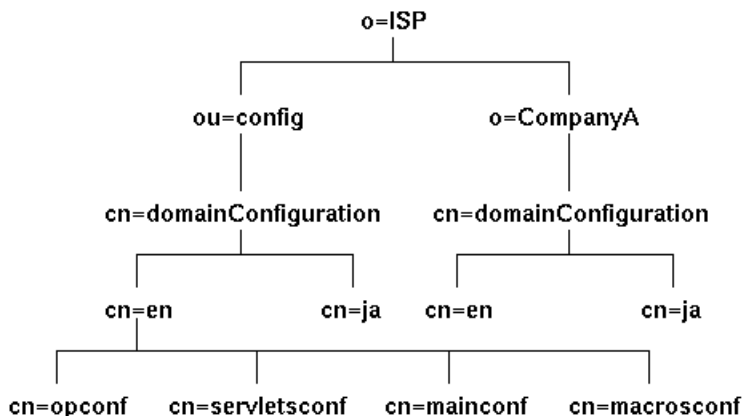 o=ISP
ou=config o=CompanyA
cn=domainConfiguration cn=domainConfiguration
cn=en cn=ja cn=en cn=ja
cn=opconf cn=servletsconf cn=mainconf cn=macrosconf